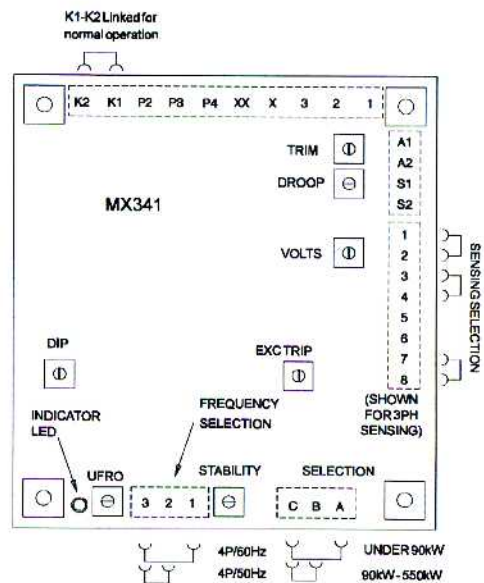 K1-K2 Linked for
normal operation
K2 K1 P2 P3 P4 XX X 3 2 1
TRIM
DROOP
A1
A2
S1
S2
MX341
VOLTS
1
2
3
4
5
6
7
8
SENSING SELECTION
DIP
EXC TRIP
(SHOWN
FOR 3PH
SENSING)
INDICATOR
LED
FREQUENCY
SELECTION
UFRO
STABILITY
SELECTION
3 2 1
C B A
4P/60Hz
UNDER 90kW
4P/50Hz
90kW-550kW